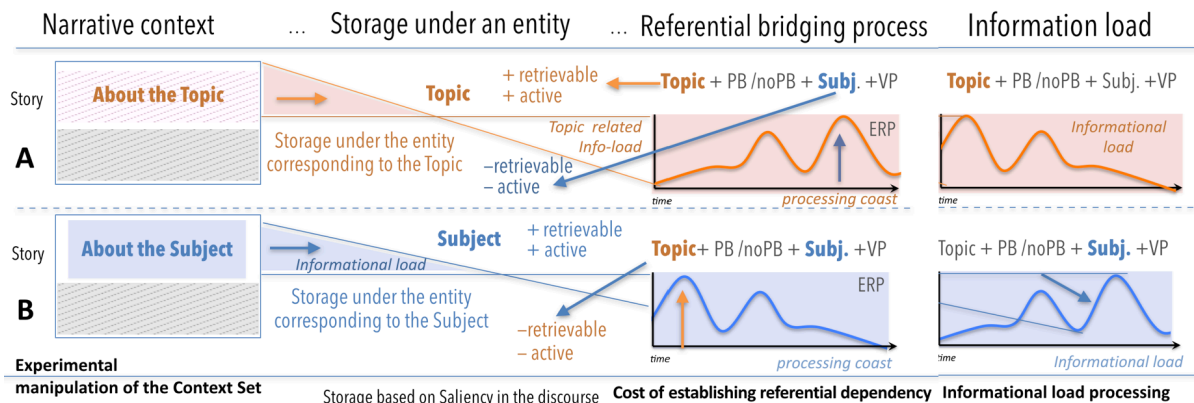 Narrative context ... Storage under an entity ... Referential bridging process Information load
Story
About the Topic
Topic
+ retrievable
+ active
Topic + PB /noPB + Subj. +VP
Topic + PB /noPB + Subj. +VP
A
Storage under the entity
corresponding to the Topic
Topic related
Info-load
–retrievable
– active
ERP
time
processing coast
Informational
load
time
Story
About the Subject
Informational load
Subject
+ retrievable
+ active
Topic+ PB /noPB + Subj. +VP
Topic + PB /noPB + Subj. +VP
B
Storage under the entity
corresponding to the Subject
–retrievable
– active
ERP
time
processing coast
time
Informational load
Experimental
manipulation of the Context Set
Storage based on Saliency in the discourse
Cost of establishing referential dependency
Informational load processing